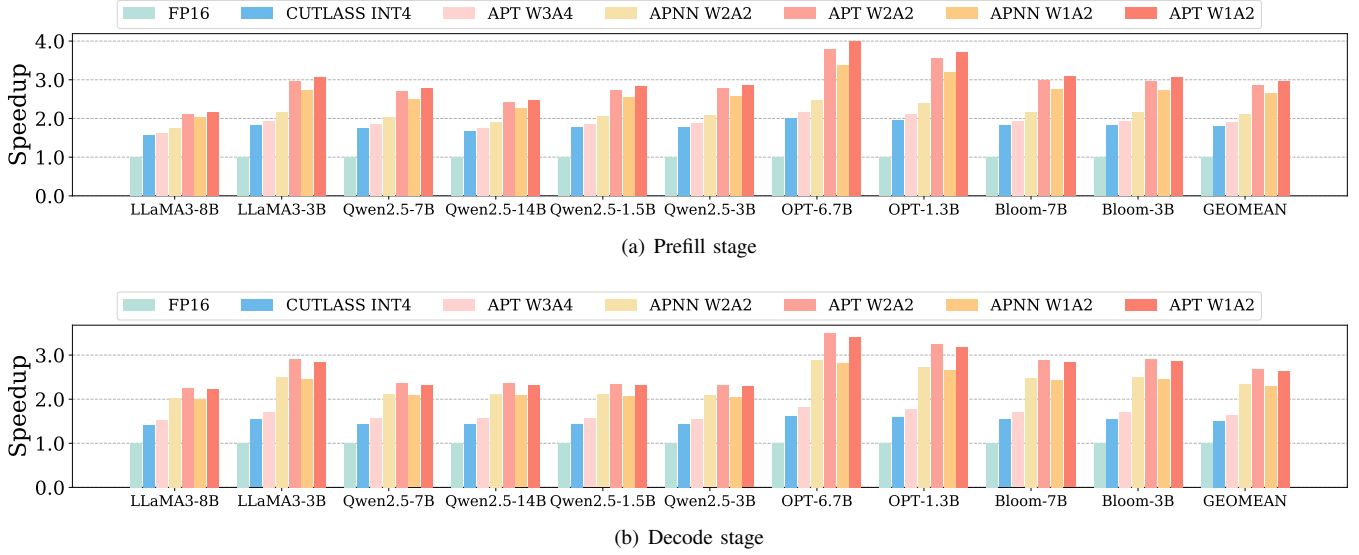 FP16 CUTLASS INT4 APT W3A4 APNN W2A2 APT W2A2 APNN W1A2 APT W1A2
Speedup
4.0
3.0
2.0
1.0
0.0
LLaMA3-8B LLaMA3-3B Qwen2.5-7B Qwen2.5-14B Qwen2.5-1.5B Qwen2.5-3B OPT-6.7B OPT-1.3B Bloom-7B Bloom-3B GEOMEAN
(a) Prefill stage
FP16 CUTLASS INT4 APT W3A4 APNN W2A2 APT W2A2 APNN W1A2 APT W1A2
Speedup
3.0
2.0
1.0
0.0
LLaMA3-8B LLaMA3-3B Qwen2.5-7B Qwen2.5-14B Qwen2.5-1.5B Qwen2.5-3B OPT-6.7B OPT-1.3B Bloom-7B Bloom-3B GEOMEAN
(b) Decode stage